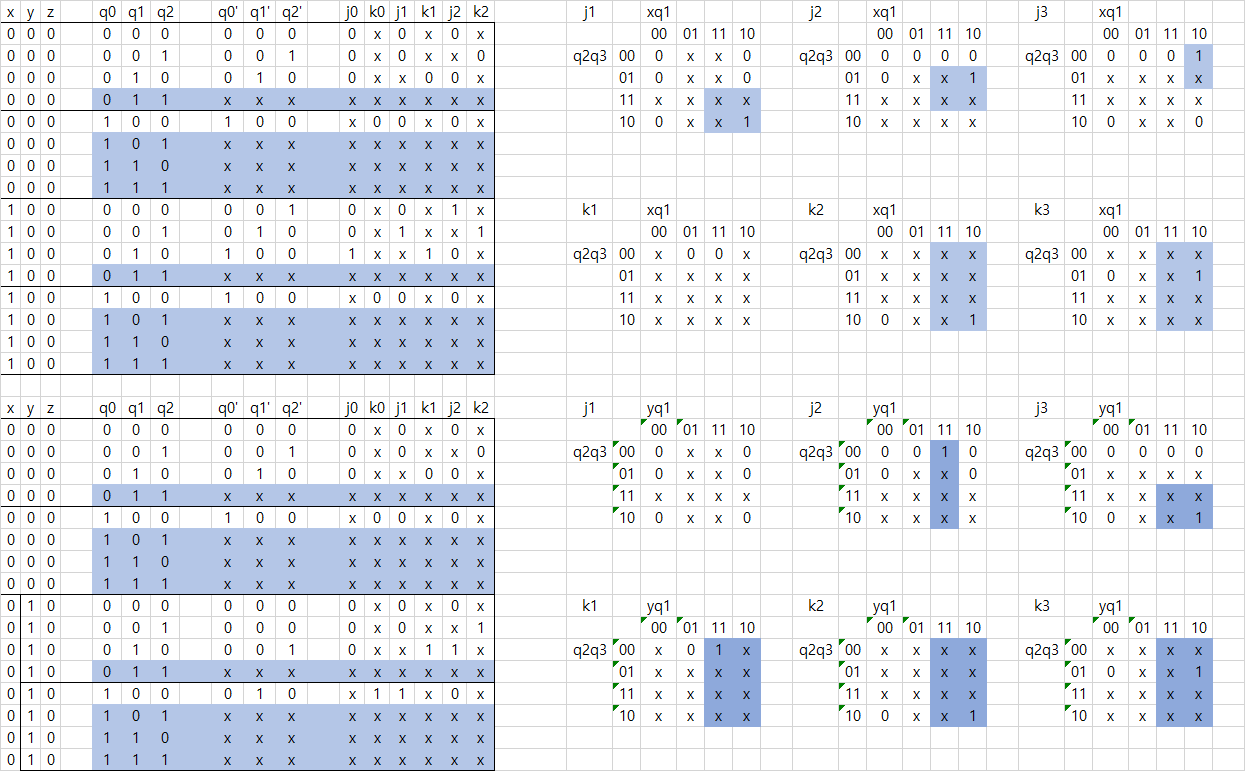 x y z q0 q1 q2 q0' q1' q2' j0 k0 j1 k1 j2 k2 j1 xq1 j2 xq1 j3 xq1
0 0 0 0 0 0 0 0 0 0 x 0 x 0 x 00 01 11 10 00 01 11 10 00 01 11 10
0 0 0 0 0 1 0 0 1 0 x 0 x x 0 q2q3 00 0 x x 0 q2q3 00 0 0 0 0 q2q3 00 0 0 0 1
0 0 0 0 1 0 0 1 0 0 x x 0 0 x 01 0 x x 0 01 0 x x 1 01 x x x x
0 0 0 0 1 1 x x x x x x x x x 11 x x x x 11 x x x x 11 x x x x
0 0 0 1 0 0 1 0 0 x 0 0 x 0 x 10 0 x x 1 10 x x x x 10 0 x x 0
0 0 0 1 0 1 x x x x x x x x x
0 0 0 1 1 0 x x x x x x x x x
0 0 0 1 1 1 x x x x x x x x x
1 0 0 0 0 0 0 0 1 0 x 0 x 1 x k1 xq1 k2 xq1 k3 xq1
1 0 0 0 0 1 0 1 0 0 x 1 x x 1 00 01 11 10 00 01 11 10 00 01 11 10
1 0 0 0 1 0 1 0 0 1 x x 1 0 x q2q3 00 x 0 0 x q2q3 00 x x x x q2q3 00 x x x x
1 0 0 0 1 1 x x x x x x x x x 01 x x x x 01 x x x x 01 0 x x 1
1 0 0 1 0 0 1 0 0 x 0 0 x 0 x 11 x x x x 11 x x x x 11 x x x x
1 0 0 1 0 1 x x x x x x x x x 10 x x x x 10 0 x x 1 10 x x x x
1 0 0 1 1 0 x x x x x x x x x
1 0 0 1 1 1 x x x x x x x x x
x y z q0 q1 q2 q0' q1' q2' j0 k0 j1 k1 j2 k2 j1 yq1 j2 yq1 j3 yq1
0 0 0 0 0 0 0 0 0 0 x 0 x 0 x 00 01 11 10 00 01 11 10 00 01 11 10
0 0 0 0 0 1 0 0 1 0 x 0 x x 0 q2q3 00 0 x x 0 q2q3 00 0 0 1 0 q2q3 00 0 0 0 0
0 0 0 0 1 0 0 1 0 0 x x 0 0 x 01 0 x x 0 01 0 x x 0 01 x x x x
0 0 0 0 1 1 x x x x x x x x x 11 x x x x 11 x x x x 11 x x x x
0 0 0 1 0 0 1 0 0 x 0 0 x 0 x 10 0 x x 0 10 x x x x 10 0 x x 1
0 0 0 1 0 1 x x x x x x x x x
0 0 0 1 1 0 x x x x x x x x x
0 0 0 1 1 1 x x x x x x x x x
0 1 0 0 0 0 0 0 0 0 x 0 x 0 x k1 yq1 k2 yq1 k3 yq1
0 1 0 0 0 1 0 0 0 0 x 0 x x 1 00 01 11 10 00 01 11 10 00 01 11 10
0 1 0 0 1 0 0 0 1 0 x x 1 1 x q2q3 00 x 0 1 x q2q3 00 x x x x q2q3 00 x x x x
0 1 0 0 1 1 x x x x x x x x x 01 x x x x 01 x x x x 01 0 x x 1
0 1 0 1 0 0 0 1 0 x 1 1 x 0 x 11 x x x x 11 x x x x 11 x x x x
0 1 0 1 0 1 x x x x x x x x x 10 x x x x 10 0 x x 1 10 x x x x
0 1 0 1 1 0 x x x x x x x x x
0 1 0 1 1 1 x x x x x x x x x